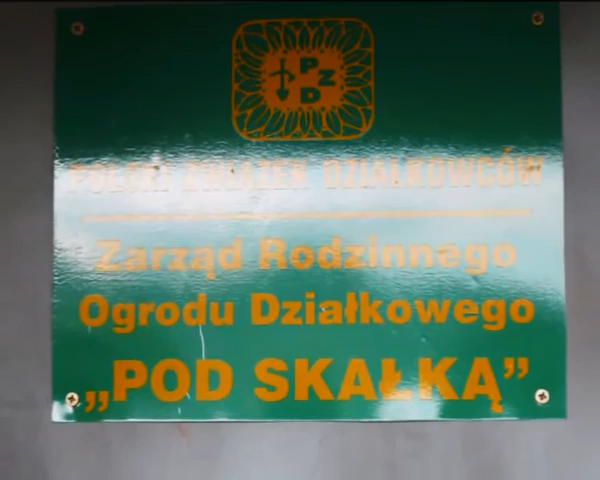 PZD
POLSKI ZWIĄZEK DZIAŁKOWCÓW
Zarząd Rodzinnego
Ogrodu Działkowego
„POD SKAŁKĄ”